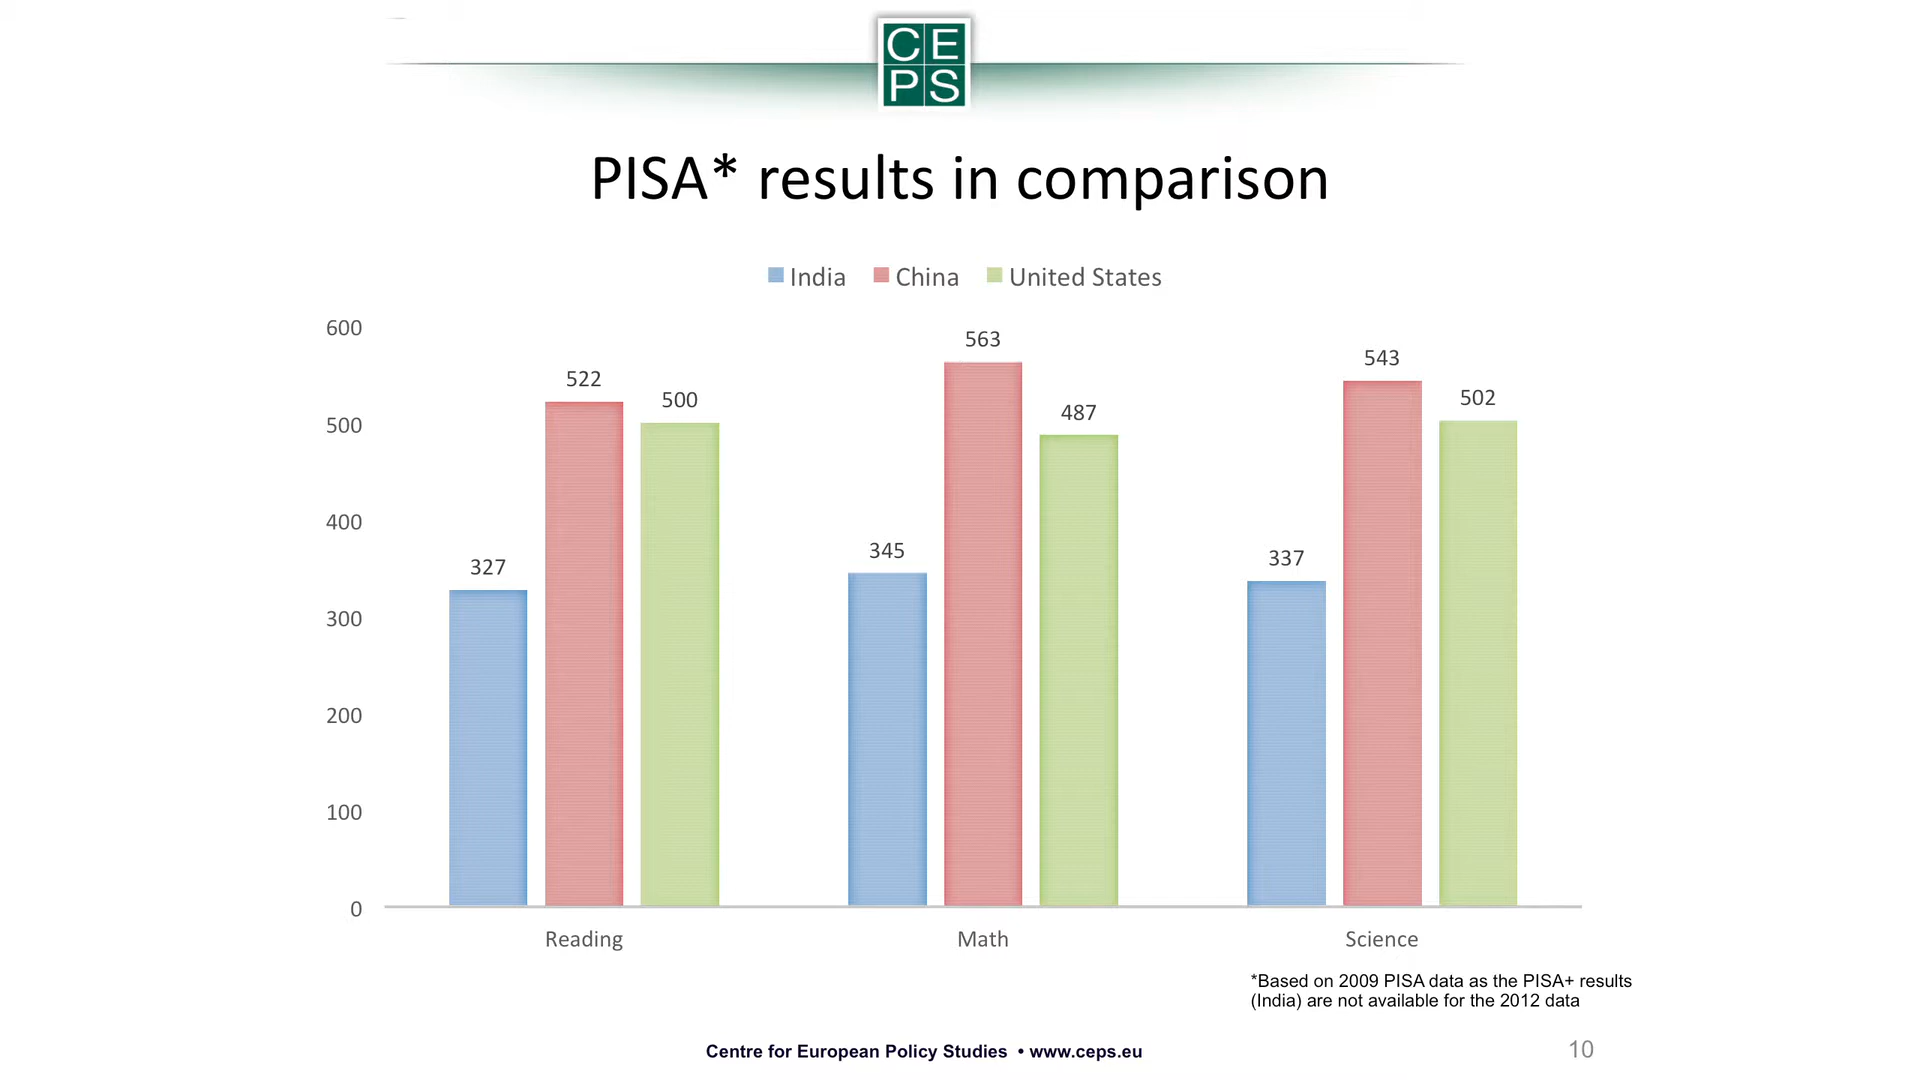 CE
PS
PISA* results in comparison
India China United States
600
500
400
300
200
100
0
327
522
500
345
563
487
337
543
502
Reading Math Science
*Based on 2009 PISA data as the PISA+ results
(India) are not available for the 2012 data
Centre for European Policy Studies • www.ceps.eu
10